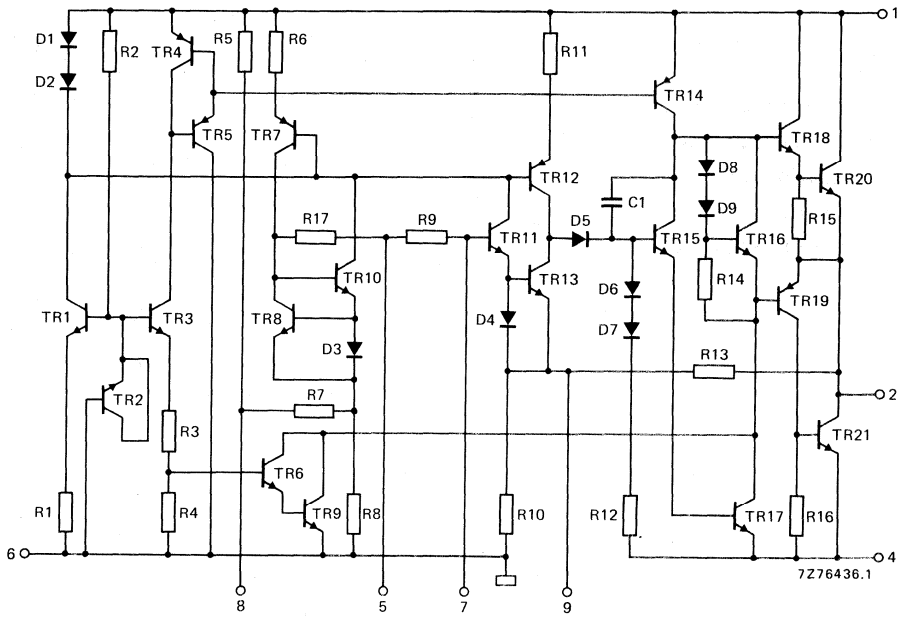 1
D1
R2
TR4
R5
R6
R11
D2
TR14
TR5
TR7
TR18
D8
TR12
TR20
C1
D9
R17
R9
D5
R15
TR11
TR15
TR16
TR10
R14
TR13
D6
TR19
TR1
TR3
TR8
D4
D7
D3
R13
TR2
R7
2
R3
TR21
TR6
R1
R4
TR9
R8
R10
R12
TR17
R16
6
4
7Z76436.1
8
5
7
9